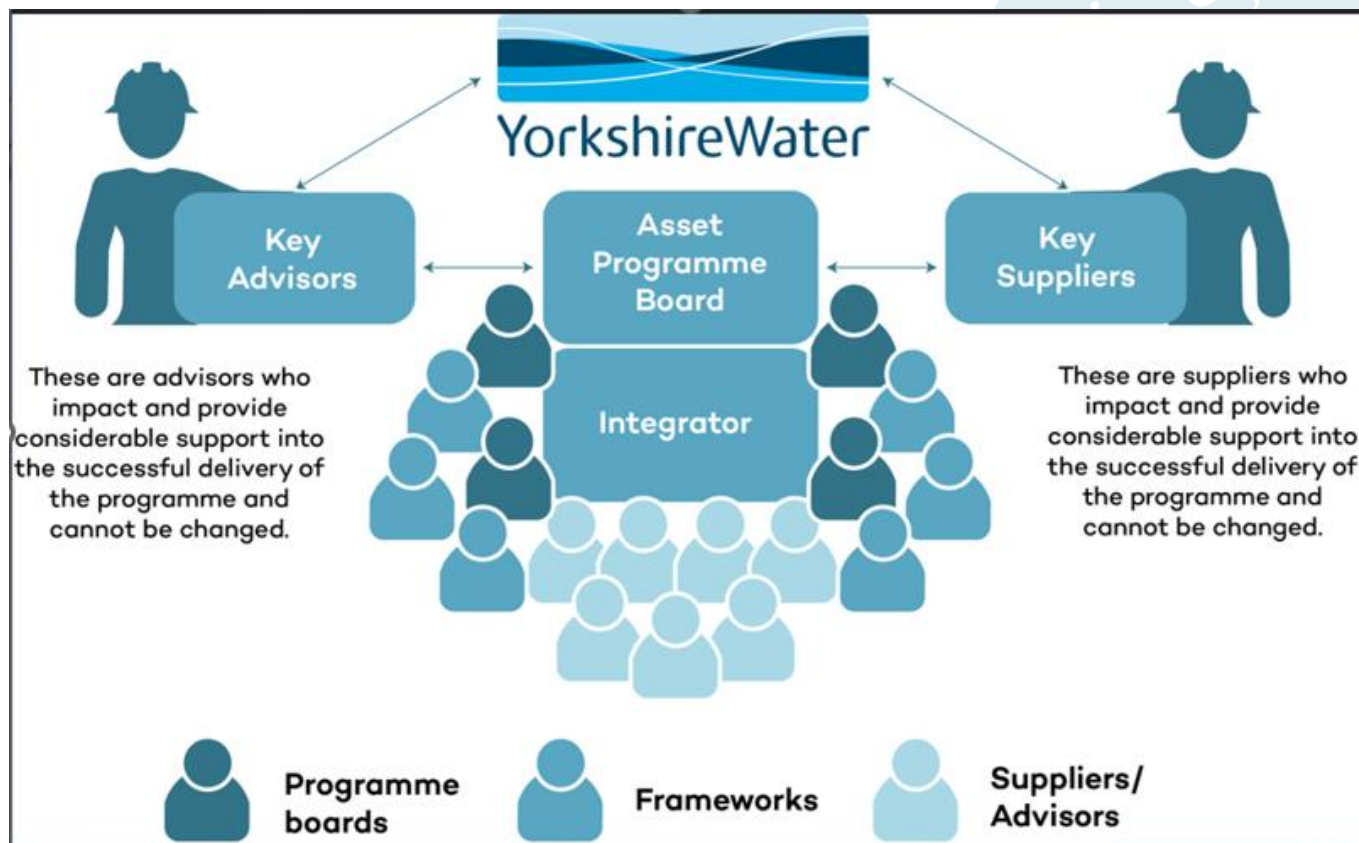 YorkshireWater
Key
Advisors
Asset
Programme
Board
Key
Suppliers
Integrator
These are advisors who
impact and provide
considerable support into
the successful delivery of
the programme and
cannot be changed.
These are suppliers who
impact and provide
considerable support into
the successful delivery of
the programme and
cannot be changed.
Programme
boards
Frameworks
Suppliers/
Advisors